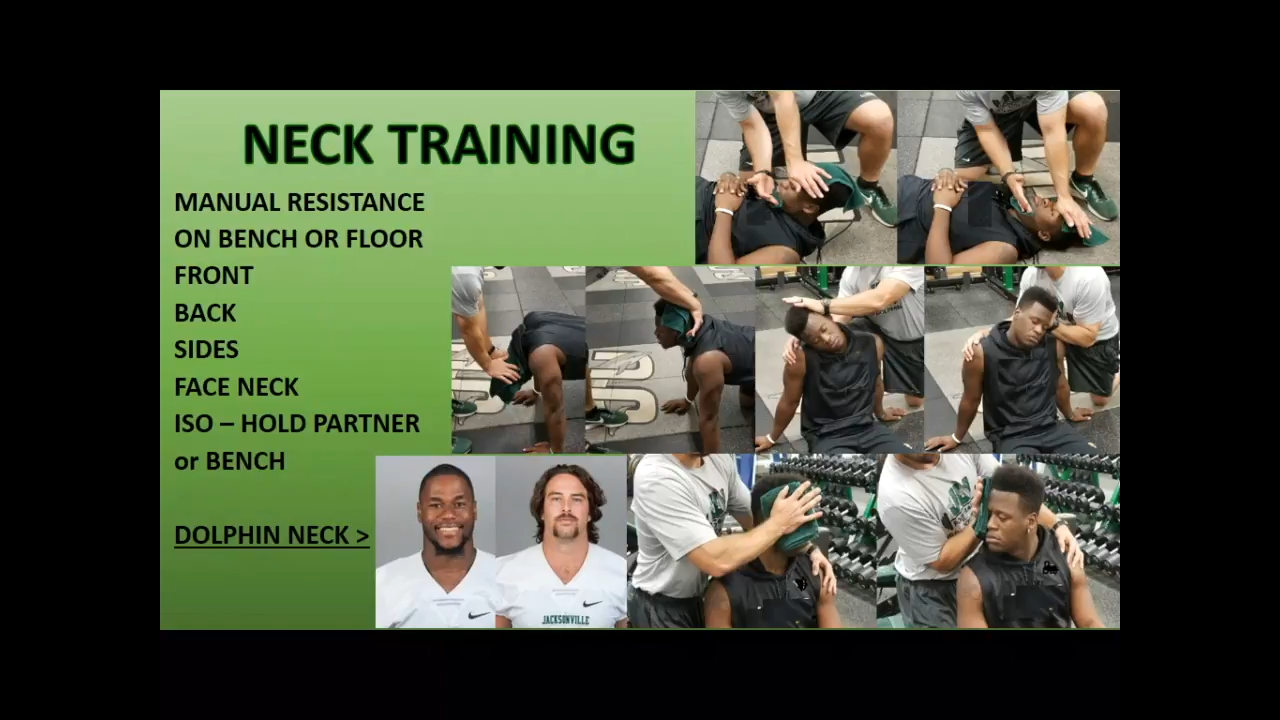 NECK TRAINING
MANUAL RESISTANCE
ON BENCH OR FLOOR
FRONT
BACK
SIDES
FACE NECK
ISO – HOLD PARTNER
or BENCH
DOLPHIN NECK >
JACKSONVILLE